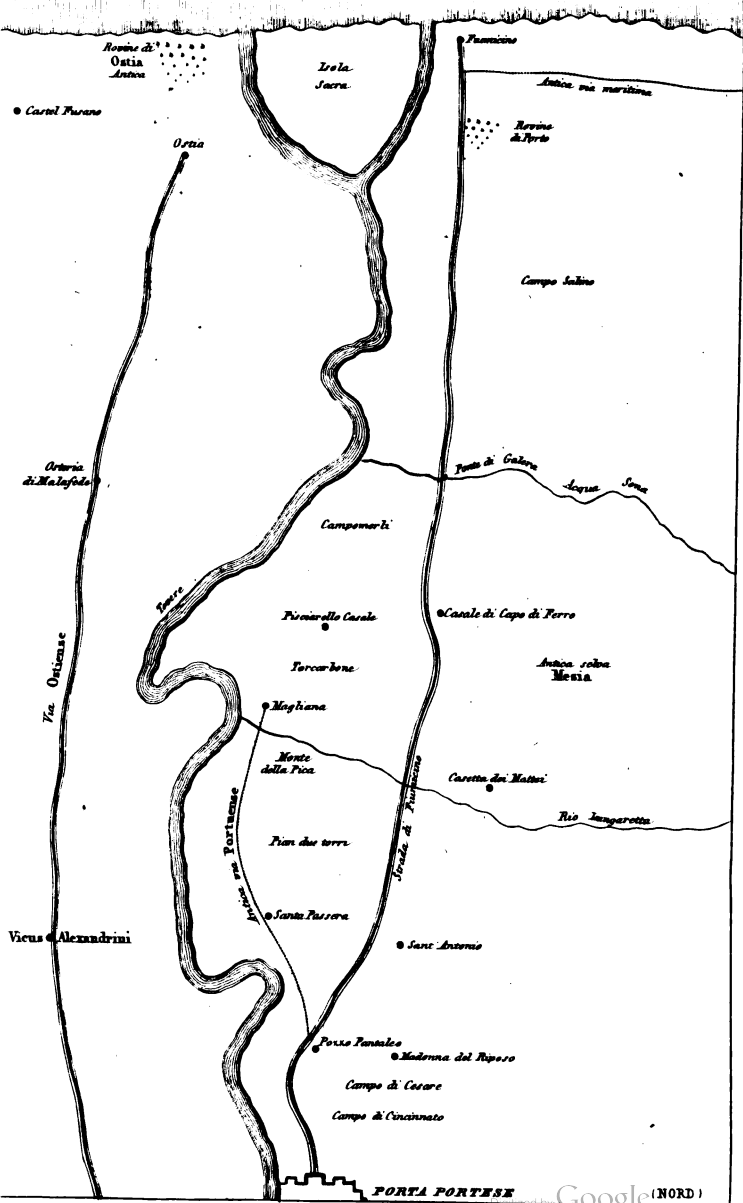 Rovine di
Ostia
Antica
Isola
Sacra
Fiumicino
Antica via meritima
Castel Fusano
Rovine
di Porto
Ostia
Campo Salino
Osteria
di Malafede
Ponte di Galera
Acqua Sona
Campomerli
Tevere
Pisciarello Casale
Casale di Capo di Ferro
Via Ostiense
Torcarbone
Antica selva
Mesia
Magliana
Monte
della Pica
Casetta dei Mattei
Antica via Portuense
Strada di Fiumicino
Rio Lungaretta
Pian due torri
Santa Passera
Vicus Alexandrini
Sant Antonio
Pozzo Pantaleo
Madonna del Riposo
Campo di Cesare
Campo di Cincinnato
PORTA PORTESE
Google
(NORD)